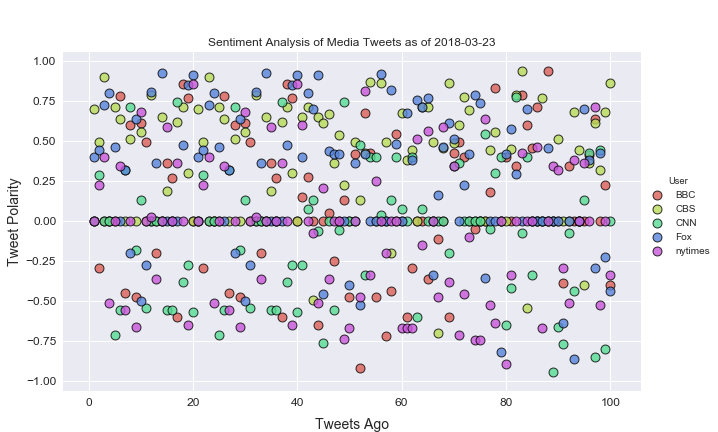 Sentiment Analysis of Media Tweets as of 2018-03-23
1.00
0.75
0.50
0.25
0.00
−0.25
−0.50
−0.75
−1.00
Tweet Polarity
0 20 40 60 80 100
Tweets Ago
User
BBC
CBS
CNN
Fox
nytimes